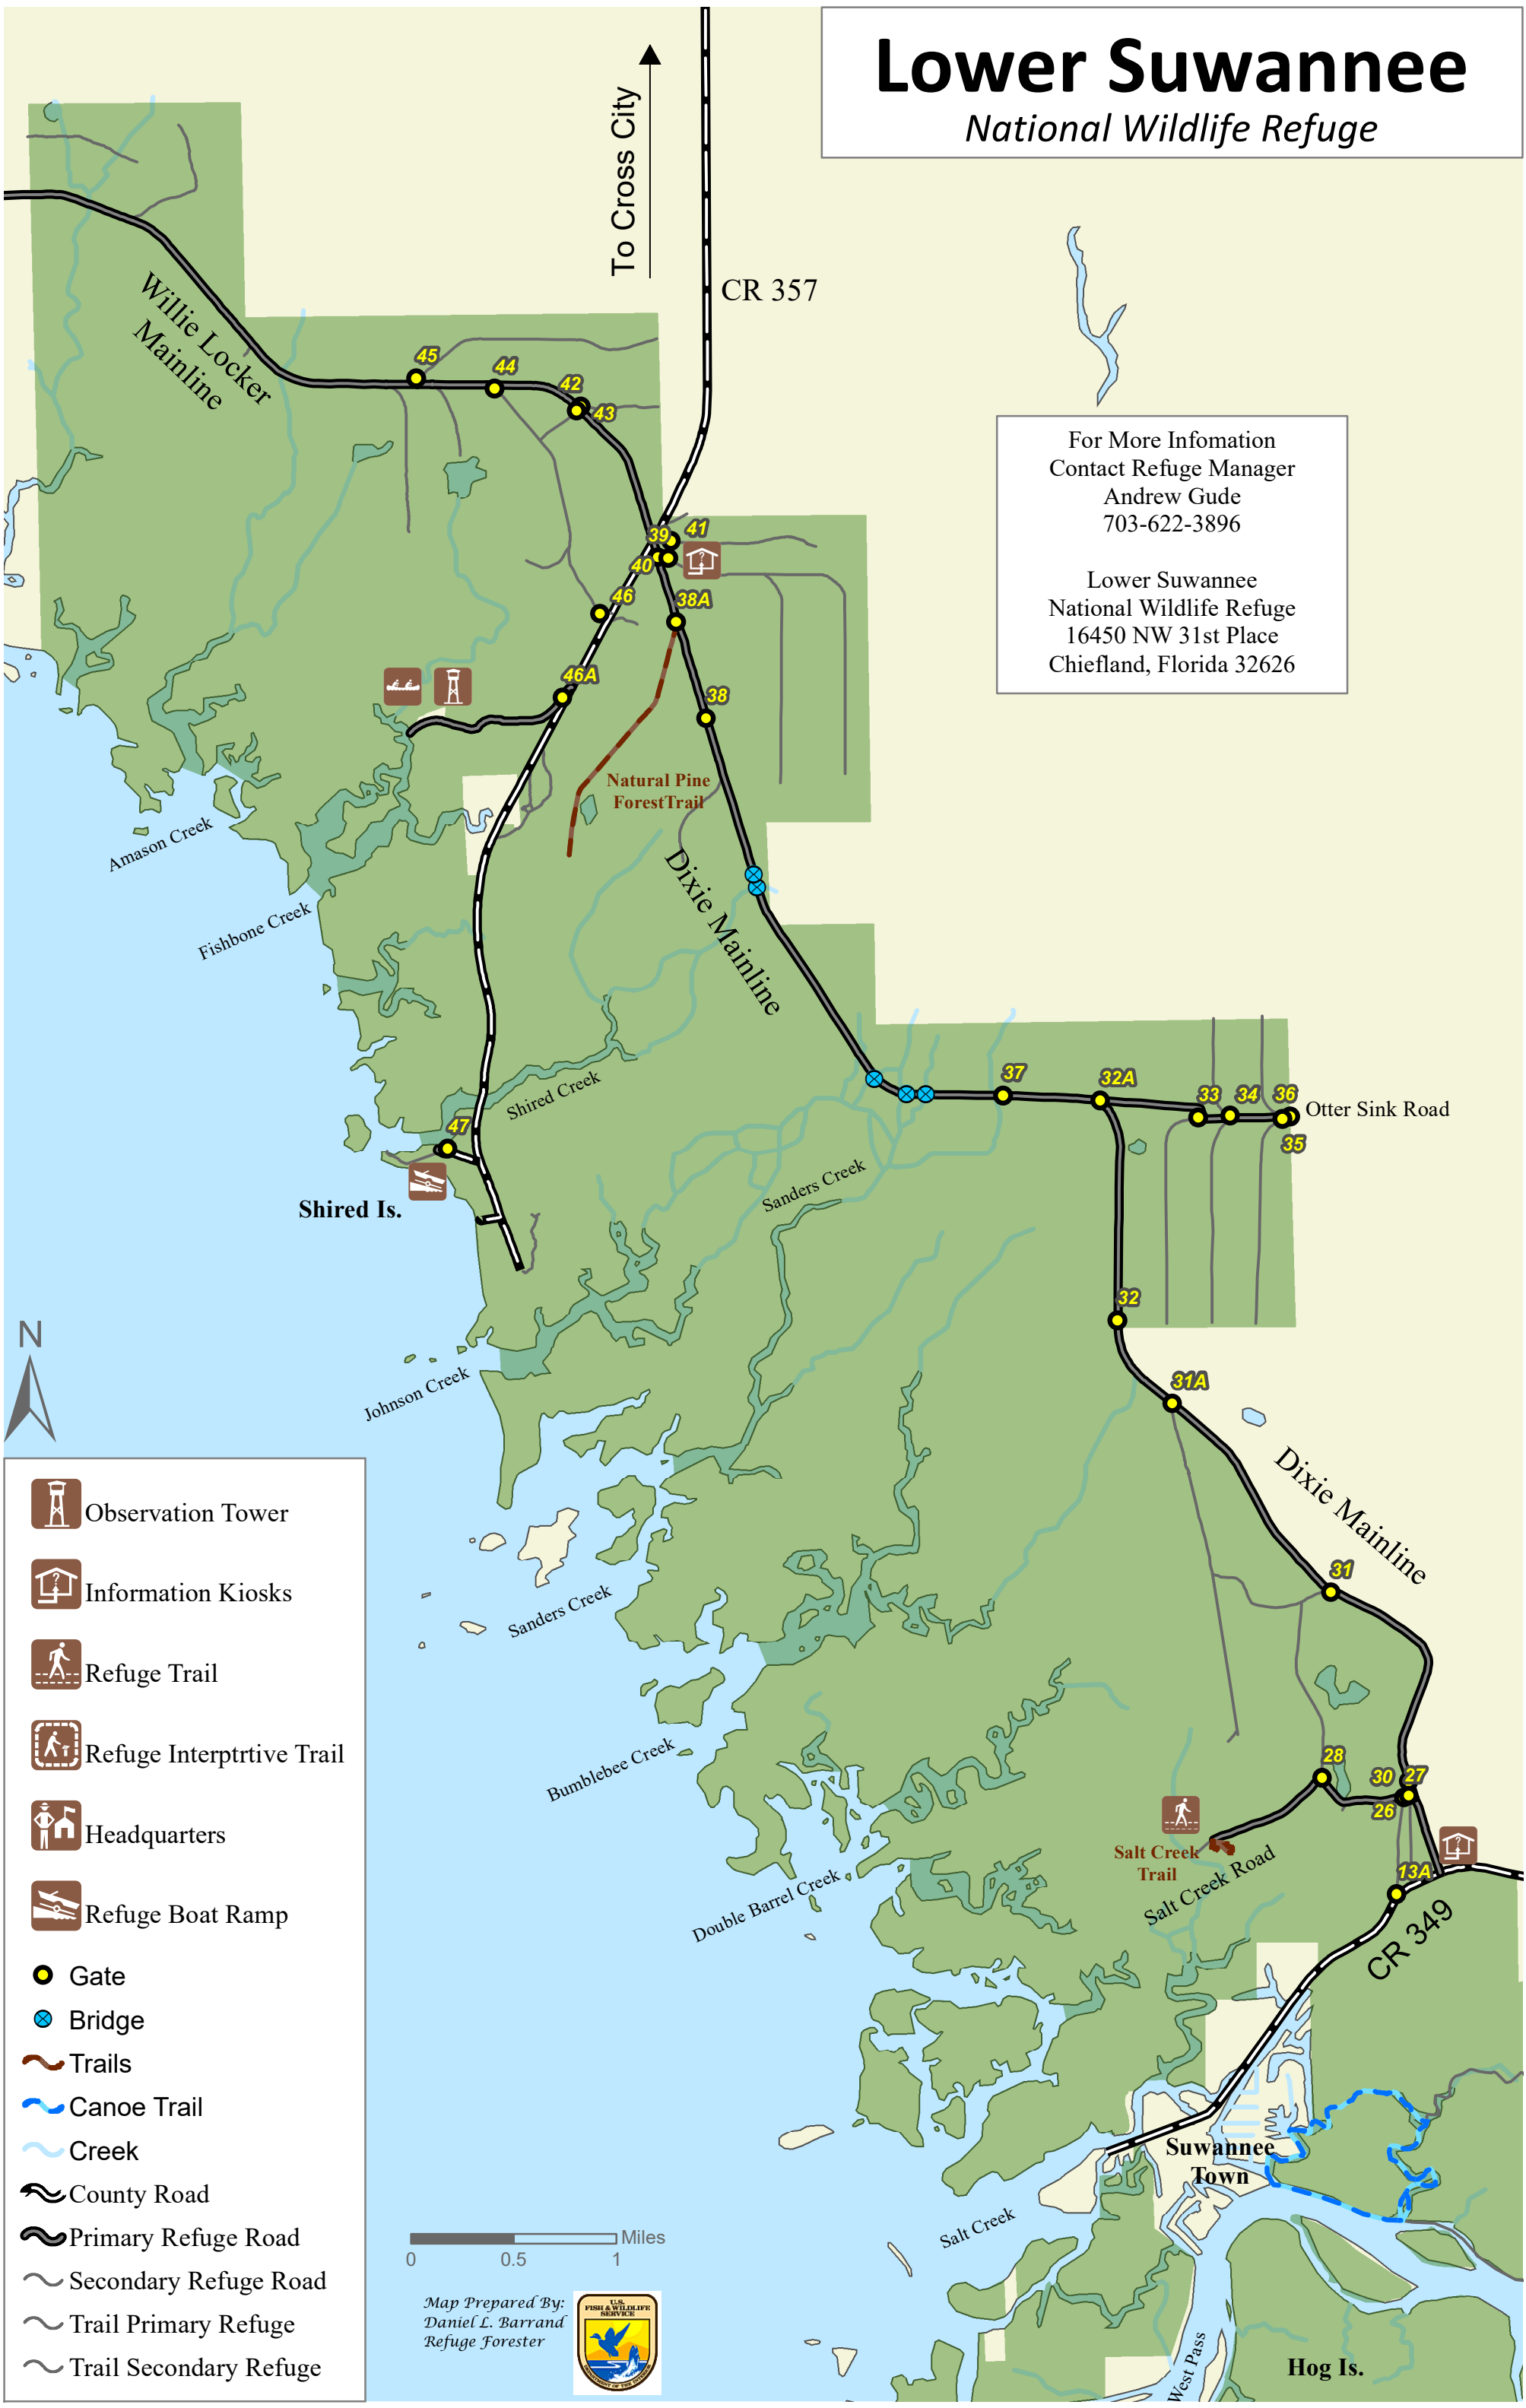 Lower Suwannee
National Wildlife Refuge
To Cross City
CR 357
Willie Locker
Mainline
For More Infomation
Contact Refuge Manager
Andrew Gude
703-622-3896
Lower Suwannee
National Wildlife Refuge
16450 NW 31st Place
Chiefland, Florida 32626
45
44
42
43
39
41
40
46
38A
46A
38
Natural Pine
ForestTrail
Amason Creek
Fishbone Creek
Dixie Mainline
Shired Creek
37
32A
33
34
36
35
Otter Sink Road
47
Shired Is.
Sanders Creek
32
Johnson Creek
31A
Dixie Mainline
31
Sanders Creek
Bumblebee Creek
28
30
27
26
Salt Creek
Trail
Salt Creek Road
13A
Double Barrel Creek
CR 349
Suwannee
Town
Salt Creek
West Pass
Hog Is.
N
Observation Tower
Information Kiosks
Refuge Trail
Refuge Interptrtive Trail
Headquarters
Refuge Boat Ramp
Gate
Bridge
Trails
Canoe Trail
Creek
County Road
Primary Refuge Road
Secondary Refuge Road
Trail Primary Refuge
Trail Secondary Refuge
Miles
0 0.5 1
Map Prepared By:
Daniel L. Barrand
Refuge Forester
U.S.
FISH & WILDLIFE
SERVICE
DEPARTMENT OF THE INTERIOR